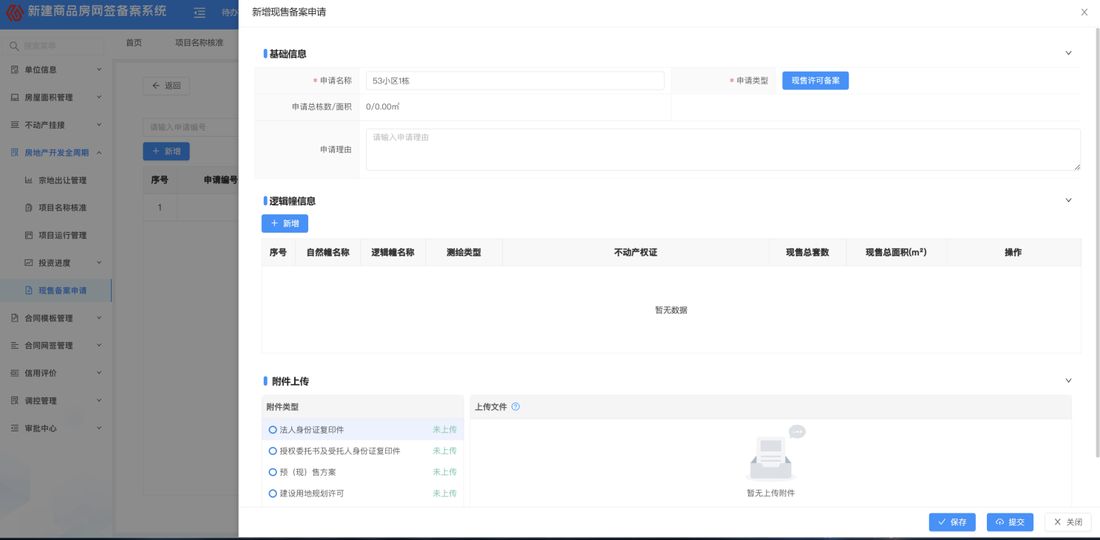 新建商品房网签备案系统
待办
搜索菜单
单位信息
房屋面积管理
不动产挂接
房地产开发全周期
宗地出让管理
项目名称核准
项目运行管理
投资进度
现售备案申请
合同模板管理
合同网签管理
信用评价
调控管理
审批中心
首页
项目名称核准
返回
请输入申请编号
新增
序号 申请编号
1
新增现售备案申请
基础信息
* 申请名称 53小区1栋 * 申请类型 现售许可备案
申请总栋数/面积 0/0.00㎡
申请理由 请输入申请理由
逻辑幢信息
新增
序号 自然幢名称 逻辑幢名称 测绘类型 不动产权证 现售总套数 现售总面积(m²) 操作
暂无数据
附件上传
附件类型 上传文件
法人身份证复印件 未上传
授权委托书及受托人身份证复印件 未上传
预（现）售方案 未上传
建设用地规划许可 未上传
暂无上传附件
保存 提交 关闭